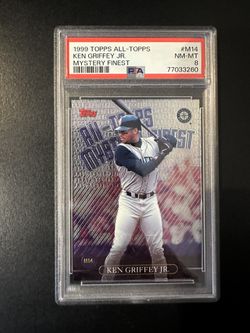 1999 TOPPS ALL-TOPPS #M14
KEN GRIFFEY JR. NM-MT
MYSTERY FINEST 8
PSA 77033260
Topps
ALL-TOPPS
MYSTERY FINEST
M14
KEN GRIFFEY JR.